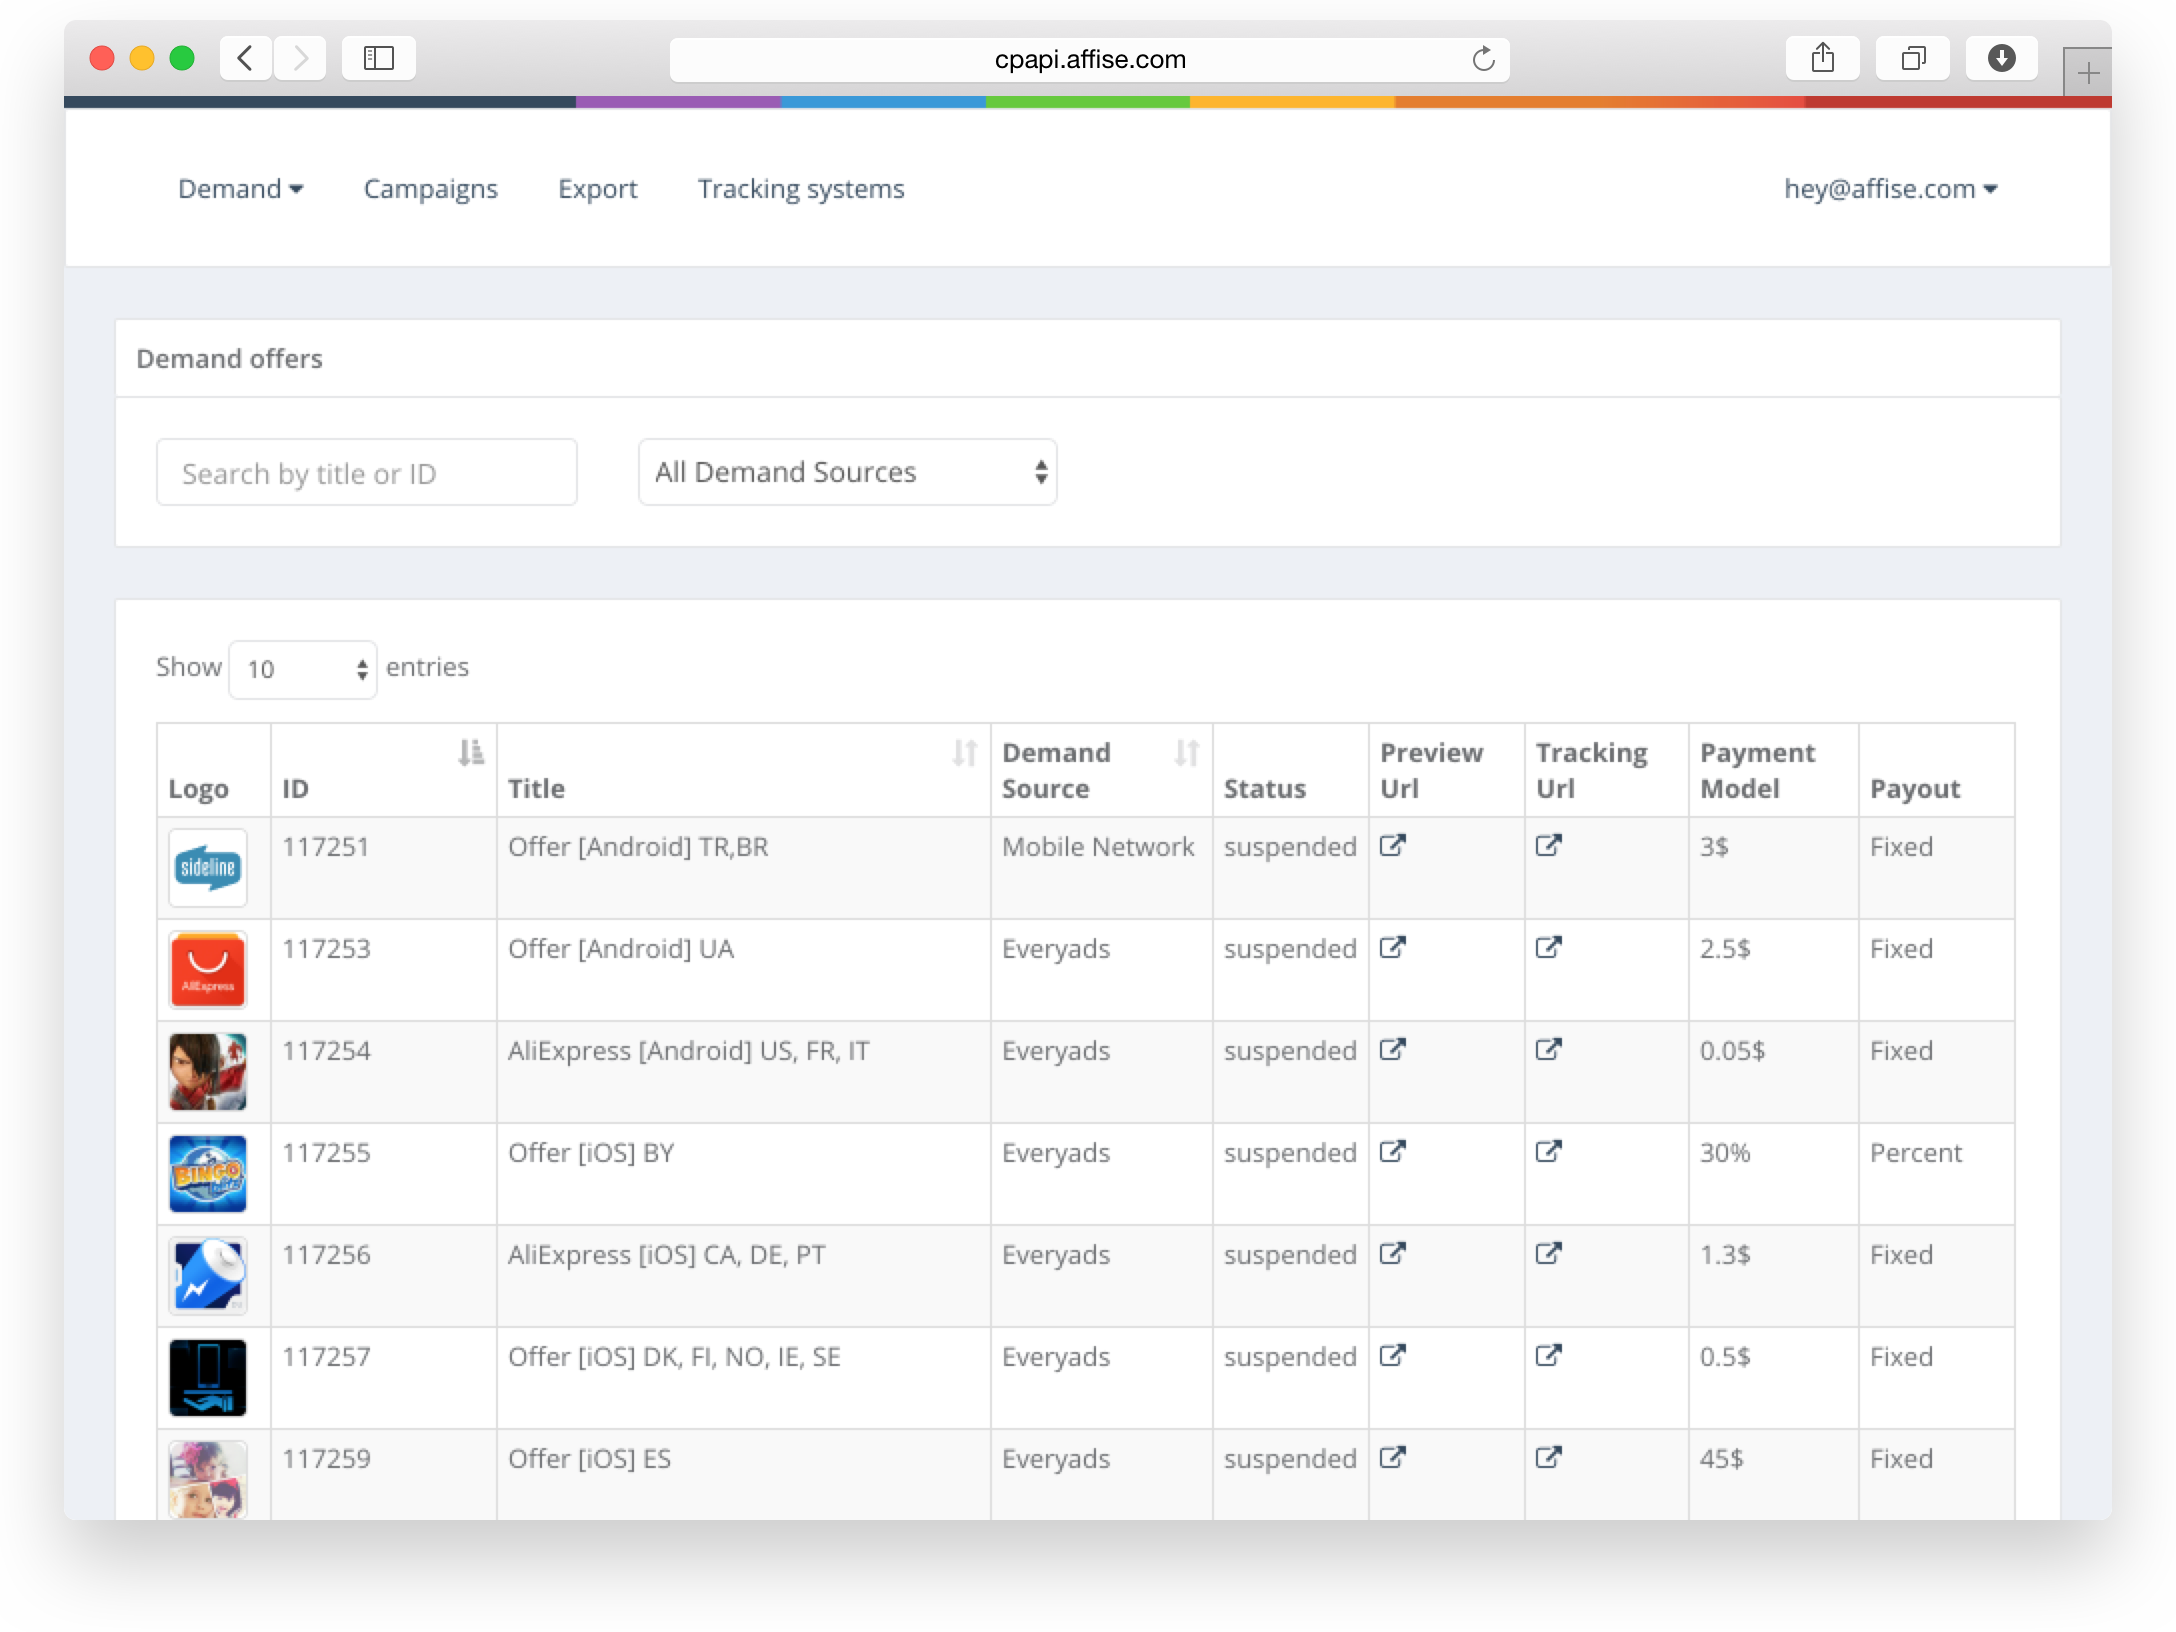 cpapi.affise.com
Demand Campaigns Export Tracking systems hey@affise.com
Demand offers
Search by title or ID All Demand Sources
Show 10 entries
Logo ID Title Demand Source Status Preview Url Tracking Url Payment Model Payout
sideline 117251 Offer [Android] TR,BR Mobile Network suspended 3$ Fixed
AliExpress 117253 Offer [Android] UA Everyads suspended 2.5$ Fixed
117254 AliExpress [Android] US, FR, IT Everyads suspended 0.05$ Fixed
BINGO 117255 Offer [iOS] BY Everyads suspended 30% Percent
117256 AliExpress [iOS] CA, DE, PT Everyads suspended 1.3$ Fixed
117257 Offer [iOS] DK, FI, NO, IE, SE Everyads suspended 0.5$ Fixed
117259 Offer [iOS] ES Everyads suspended 45$ Fixed